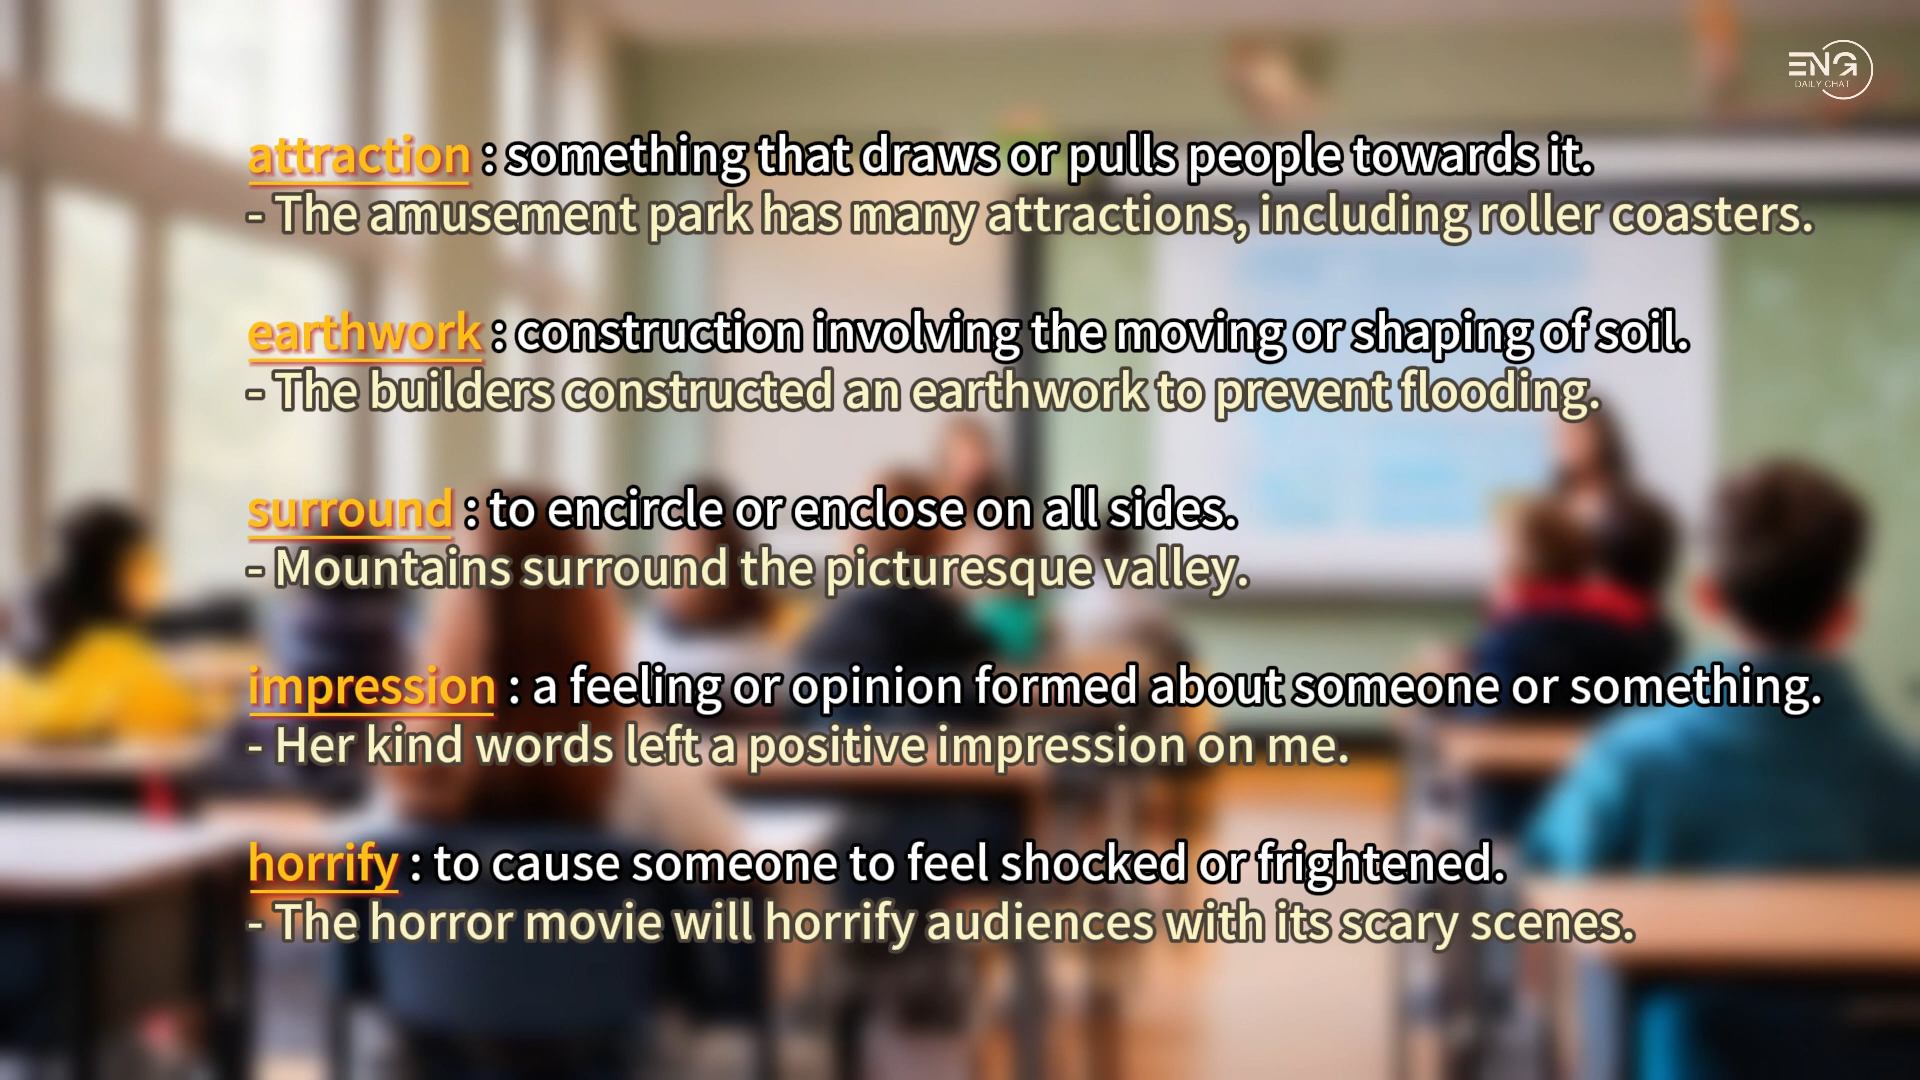 ENG
DAILY CHAT
attraction : something that draws or pulls people towards it.
- The amusement park has many attractions, including roller coasters.
earthwork : construction involving the moving or shaping of soil.
- The builders constructed an earthwork to prevent flooding.
surround : to encircle or enclose on all sides.
- Mountains surround the picturesque valley.
impression : a feeling or opinion formed about someone or something.
- Her kind words left a positive impression on me.
horrify : to cause someone to feel shocked or frightened.
- The horror movie will horrify audiences with its scary scenes.